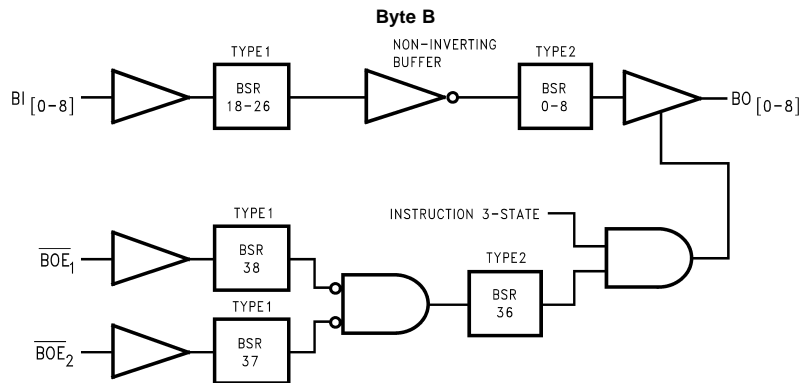 Byte B
TYPE1
NON-INVERTING
BUFFER
TYPE2
BI [0-8]
BSR
18-26
BSR
0-8
BO [0-8]
TYPE1
INSTRUCTION 3-STATE
BOE1
BSR
38
TYPE2
TYPE1
BSR
36
BOE2
BSR
37